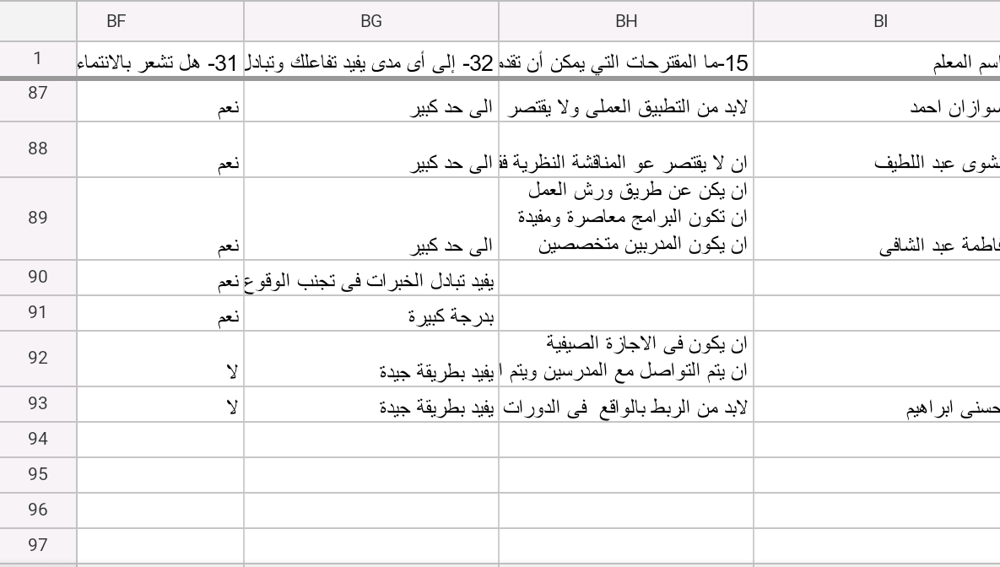 BF BG BH BI
1 31- هل تشعر بالانتماء 32- إلى أى مدى يفيد تفاعلك وتبادل 15-ما المقترحات التي يمكن أن تقدم اسم المعلم
87 نعم الى حد كبير لابد من التطبيق العملى ولا يقتصر سوازان احمد
88 نعم الى حد كبير ان لا يقتصر عو المناقشة النظرية نشوى عبد اللطيف
ان يكن عن طريق ورش العمل
ان تكون البرامج معاصرة ومفيدة
89 نعم الى حد كبير ان يكون المدربين متخصصين فاطمة عبد الشافى
90 نعم يفيد تبادل الخبرات فى تجنب الوقوع
91 نعم بدرجة كبيرة
ان يكون فى الاجازة الصيفية
92 لا يفيد بطريقة جيدة ان يتم التواصل مع المدرسين ويتم
93 لا يفيد بطريقة جيدة لابد من الربط بالواقع فى الدورات حسنى ابراهيم
94
95
96
97